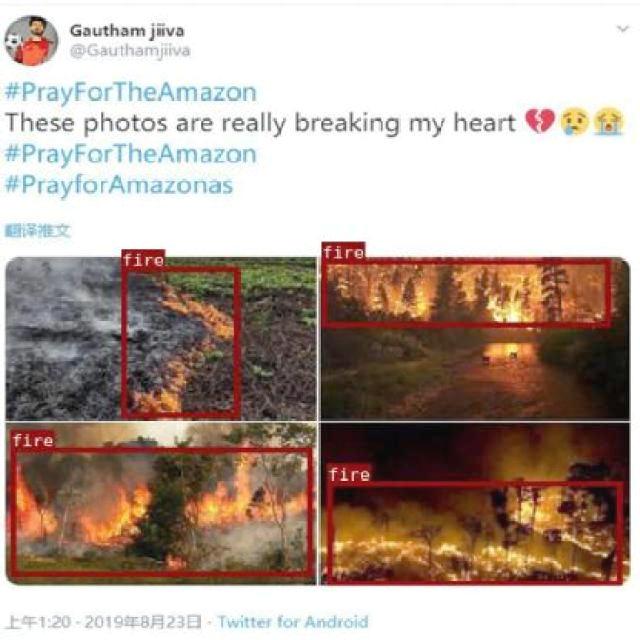 Gautham jiiva
@Gauthamjiiva
#PrayForTheAmazon
These photos are really breaking my heart 💔😢😭
#PrayForTheAmazon
#PrayforAmazonas
翻译推文
fire
fire
fire
fire
上午1:20 - 2019年8月23日 - Twitter for Android